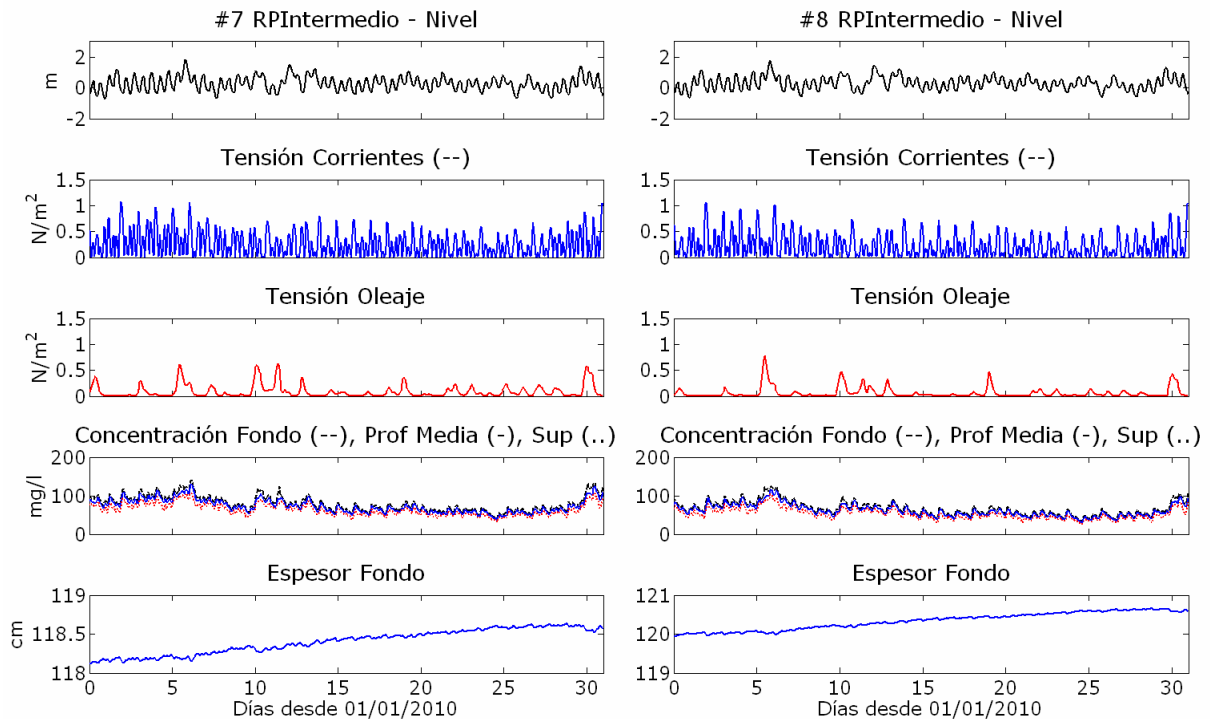 #7 RPIntermedio - Nivel
2
0
-2
m
Tensión Corrientes (--)
1.5
1
0.5
0
N/m²
Tensión Oleaje
1.5
1
0.5
0
N/m²
Concentración Fondo (--), Prof Media (-), Sup (..)
200
100
0
mg/l
Espesor Fondo
119
118.5
118
cm
0 5 10 15 20 25 30
Días desde 01/01/2010
#8 RPIntermedio - Nivel
2
0
-2
Tensión Corrientes (--)
1.5
1
0.5
0
Tensión Oleaje
1.5
1
0.5
0
Concentración Fondo (--), Prof Media (-), Sup (..)
200
100
0
Espesor Fondo
121
120
119
0 5 10 15 20 25 30
Días desde 01/01/2010